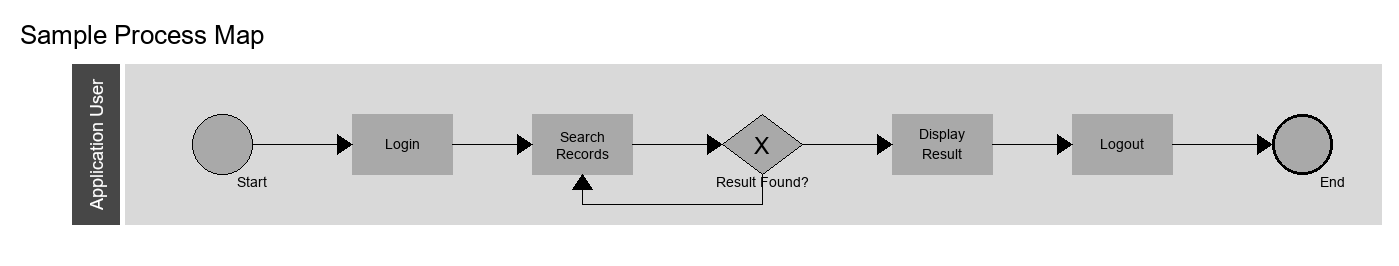 Sample Process Map
Application User
Start
Login
Search
Records
X
Result Found?
Display
Result
Logout
End